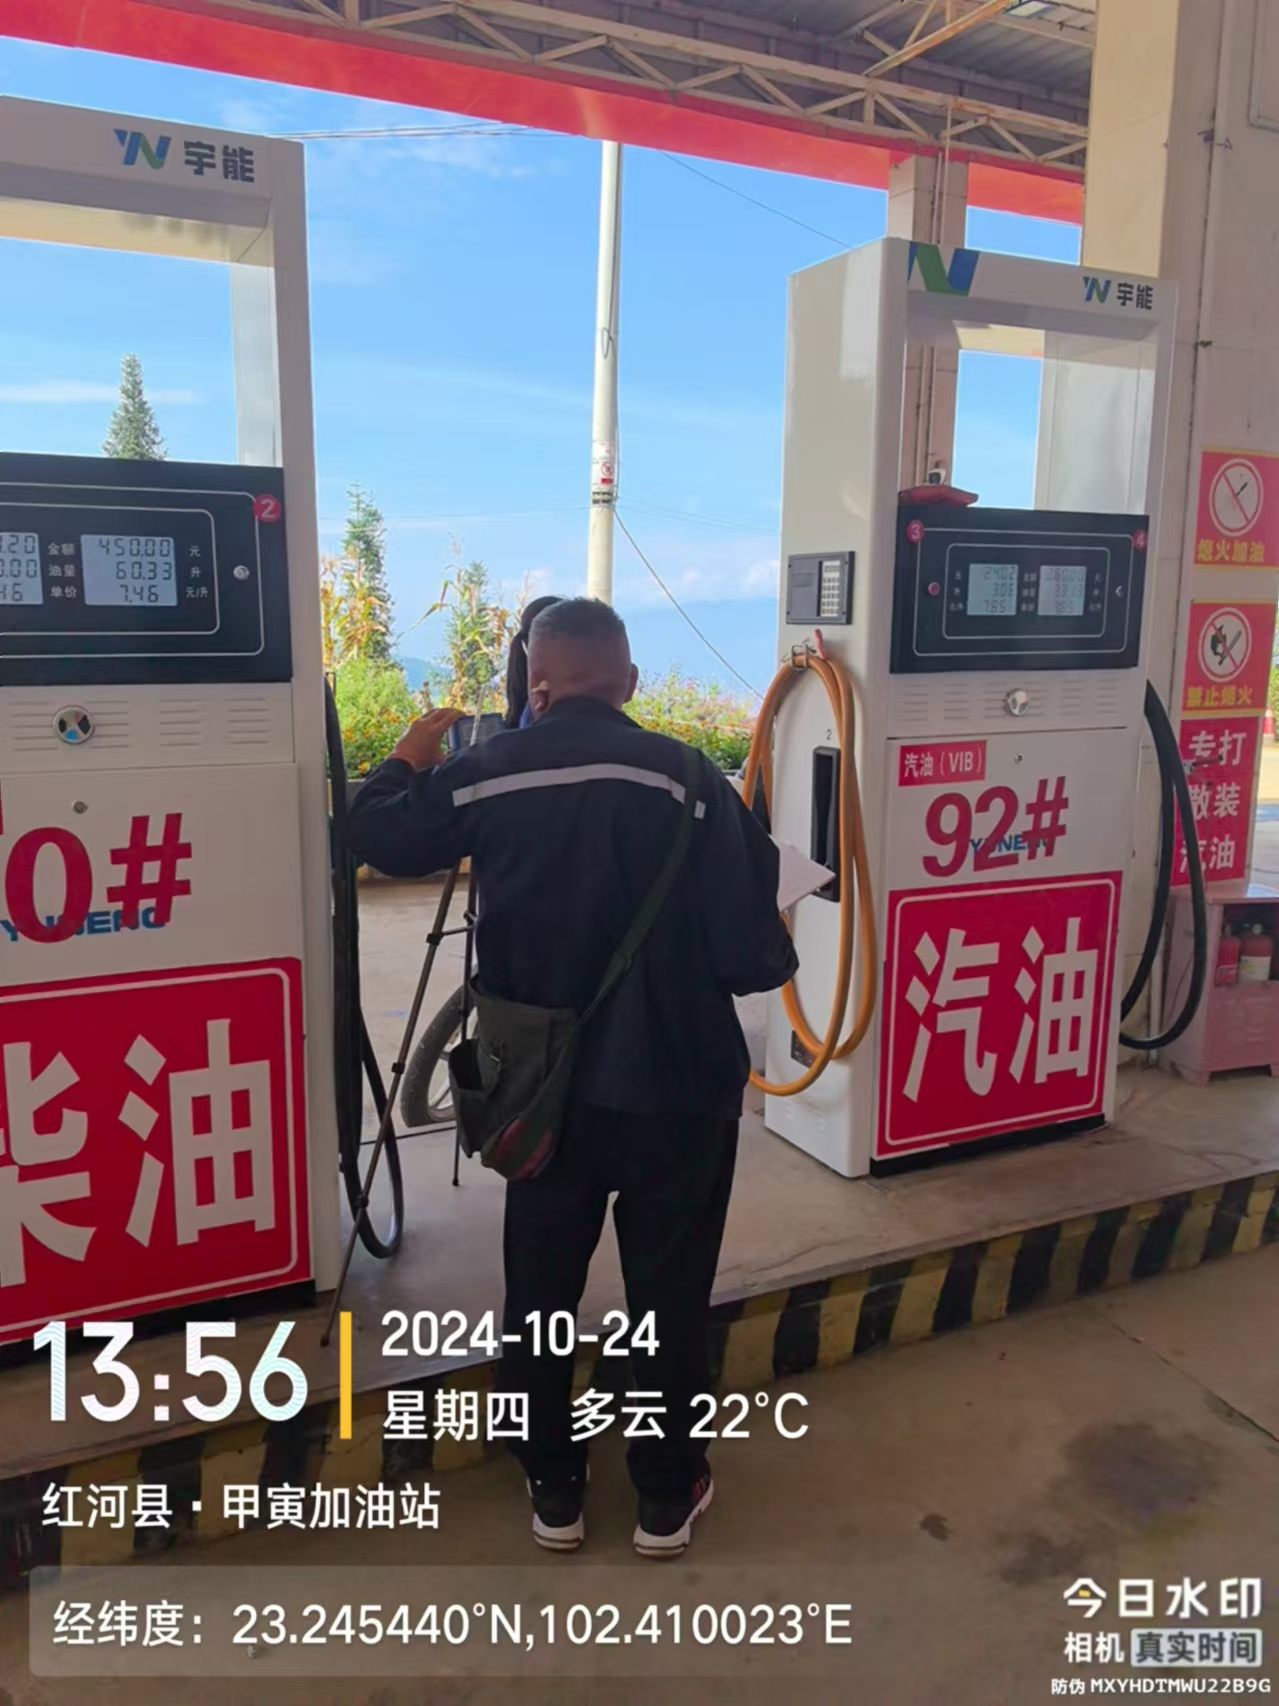 宇能
宇能
2
金额 450.00 元
油量 60.33 升
单价 7.46 元/升
3
4
熄火加油
禁止烟火
专打
散装
汽油
汽油(VIB)
92#
汽油
0#
柴油
13:56
2024-10-24
星期四 多云 22°C
红河县·甲寅加油站
经纬度：23.245440°N,102.410023°E
今日水印
相机 真实时间
防伪 MXYHDTMWU22B9G